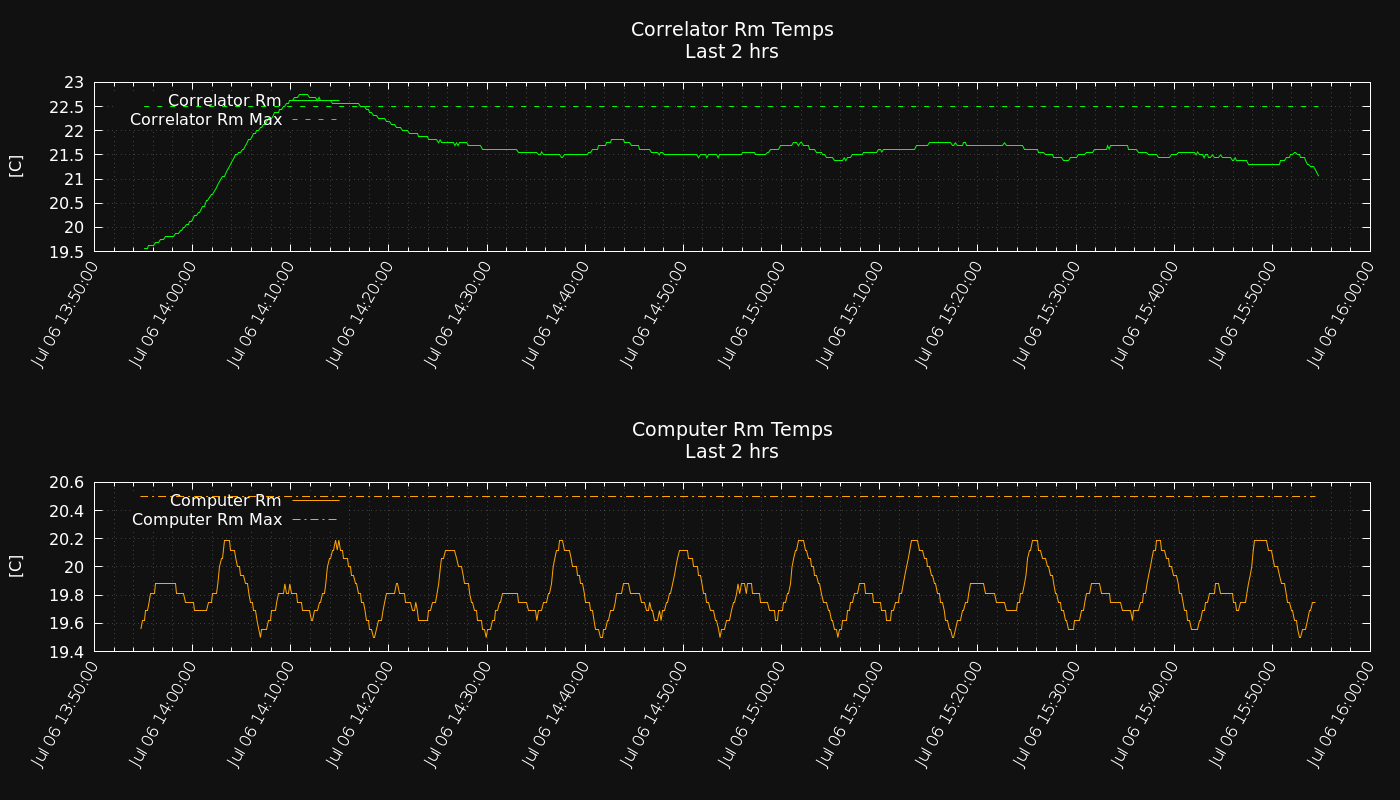 Correlator Rm Temps
Last 2 hrs
23
22.5
22
21.5
21
20.5
20
19.5
[C]
Correlator Rm
Correlator Rm Max
Jul 06 13:50:00
Jul 06 14:00:00
Jul 06 14:10:00
Jul 06 14:20:00
Jul 06 14:30:00
Jul 06 14:40:00
Jul 06 14:50:00
Jul 06 15:00:00
Jul 06 15:10:00
Jul 06 15:20:00
Jul 06 15:30:00
Jul 06 15:40:00
Jul 06 15:50:00
Jul 06 16:00:00
Computer Rm Temps
Last 2 hrs
20.6
20.4
20.2
20
19.8
19.6
19.4
[C]
Computer Rm
Computer Rm Max
Jul 06 13:50:00
Jul 06 14:00:00
Jul 06 14:10:00
Jul 06 14:20:00
Jul 06 14:30:00
Jul 06 14:40:00
Jul 06 14:50:00
Jul 06 15:00:00
Jul 06 15:10:00
Jul 06 15:20:00
Jul 06 15:30:00
Jul 06 15:40:00
Jul 06 15:50:00
Jul 06 16:00:00